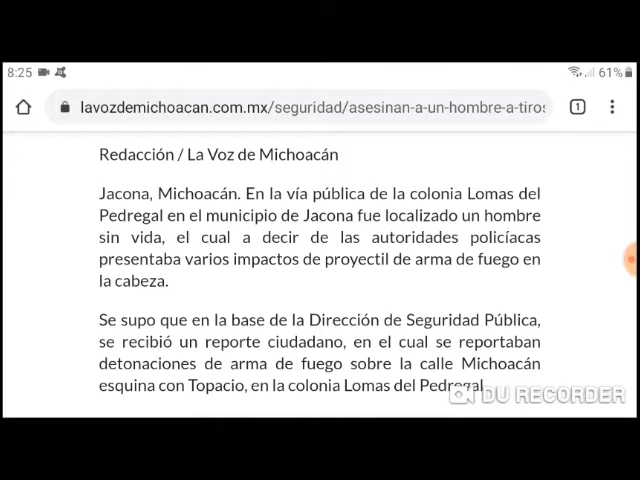 8:25
61%
lavozdemichoacan.com.mx/seguridad/asesinan-a-un-hombre-a-tiros
1
Redacción / La Voz de Michoacán
Jacona, Michoacán. En la vía pública de la colonia Lomas del
Pedregal en el municipio de Jacona fue localizado un hombre
sin vida, el cual a decir de las autoridades policíacas
presentaba varios impactos de proyectil de arma de fuego en
la cabeza.
Se supo que en la base de la Dirección de Seguridad Pública,
se recibió un reporte ciudadano, en el cual se reportaban
detonaciones de arma de fuego sobre la calle Michoacán
esquina con Topacio, en la colonia Lomas del Pedregal
DU RECORDER